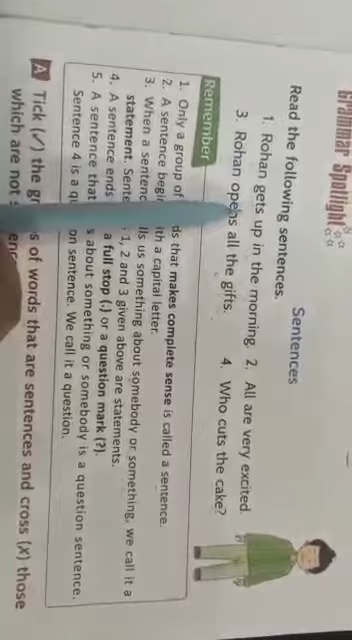 Grammar Spotlight
Sentences
Read the following sentences.
1. Rohan gets up in the morning. 2. All are very excited.
3. Rohan opens all the gifts. 4. Who cuts the cake?
Remember
1. Only a group of ds that makes complete sense is called a sentence.
2. A sentence begin ith a capital letter.
3. When a sentenc lls us something about somebody or something, we call it a
statement. Sente 1, 2 and 3 given above are statements.
4. A sentence ends a full stop (.) or a question mark (?).
5. A sentence that s about something or somebody is a question sentence.
Sentence 4 is a qu on sentence. We call it a question.
A Tick (✓) the gr s of words that are sentences and cross (X) those
which are not s enc